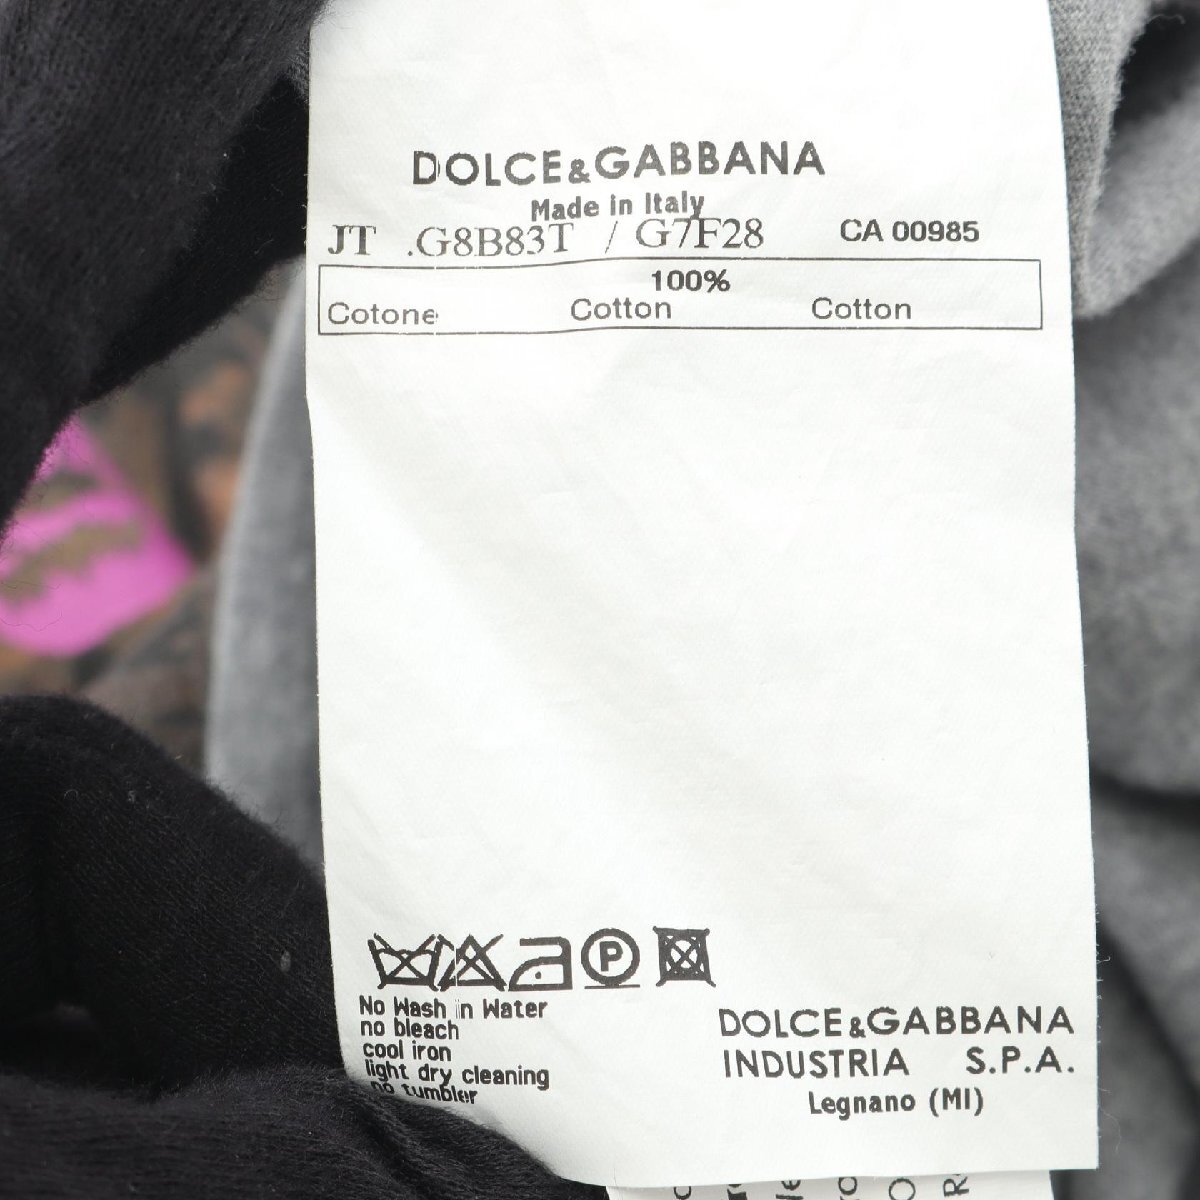 DOLCE&GABBANA
Made in Italy
JT .G8B83T / G7F28 CA 00985
100%
Cotone Cotton Cotton
P
No Wash in Water
no bleach
cool iron
light dry cleaning
no tumbler
DOLCE&GABBANA
INDUSTRIA S.P.A.
Legnano (MI)